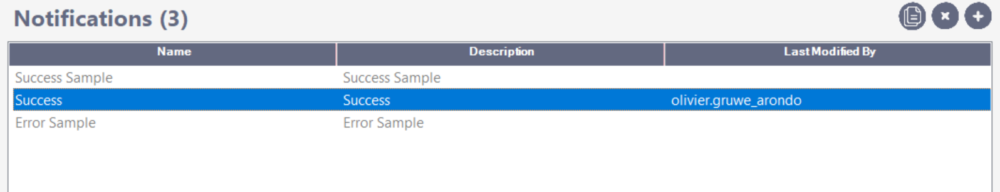 Notifications (3)
Name Description Last Modified By
Success Sample Success Sample
Success Success olivier.gruwe_arondo
Error Sample Error Sample